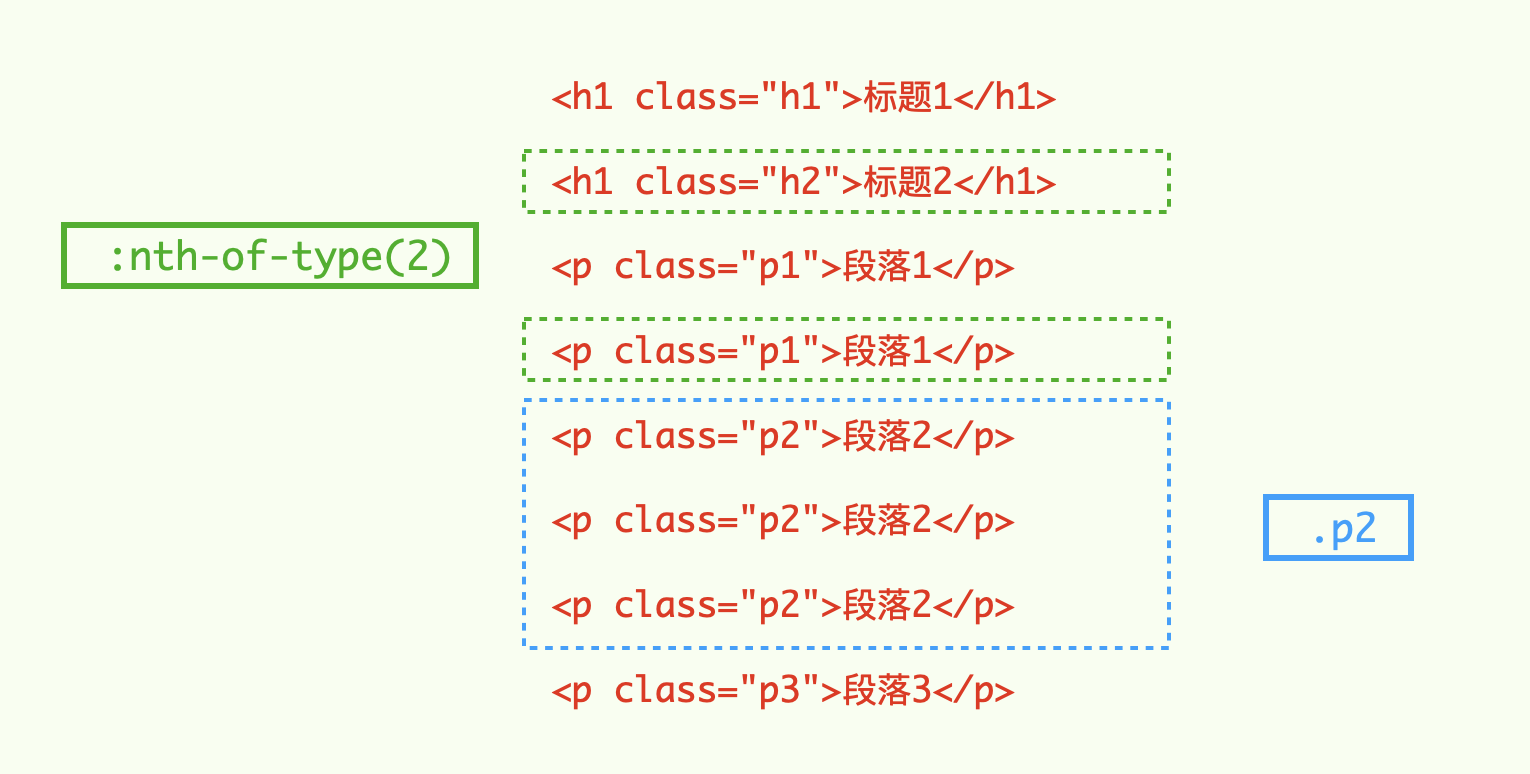 <h1 class="h1">标题1</h1>
<h1 class="h2">标题2</h1>
:nth-of-type(2)
<p class="p1">段落1</p>
<p class="p1">段落1</p>
<p class="p2">段落2</p>
<p class="p2">段落2</p>
.p2
<p class="p2">段落2</p>
<p class="p3">段落3</p>